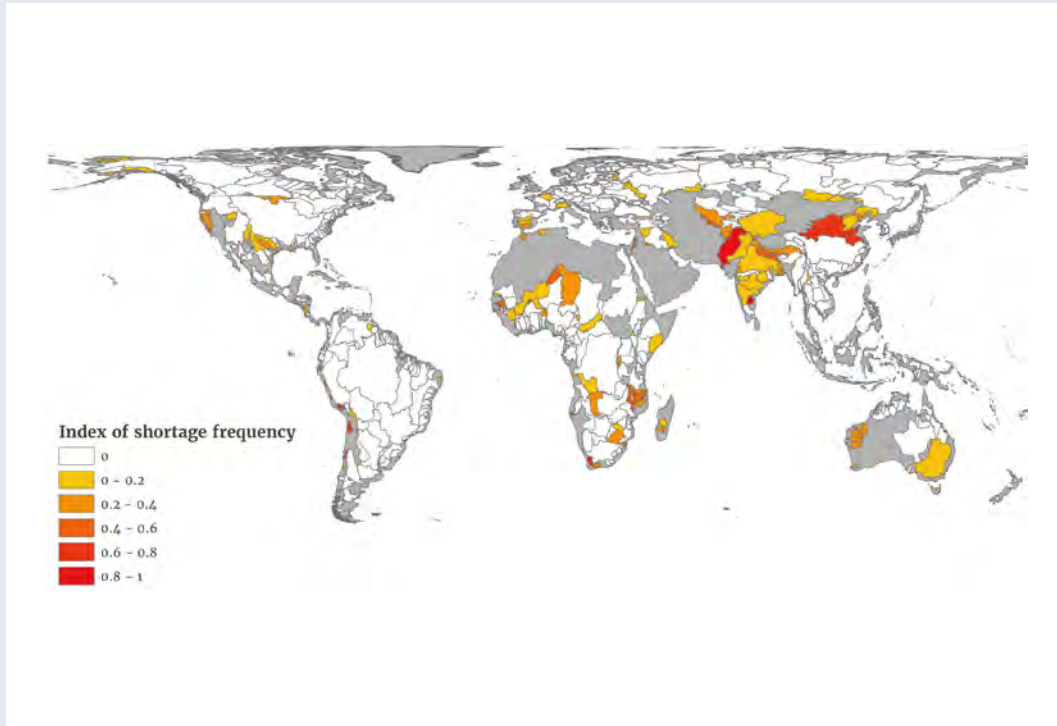 Index of shortage frequency
0
0 – 0.2
0.2 – 0.4
0.4 – 0.6
0.6 – 0.8
0.8 – 1